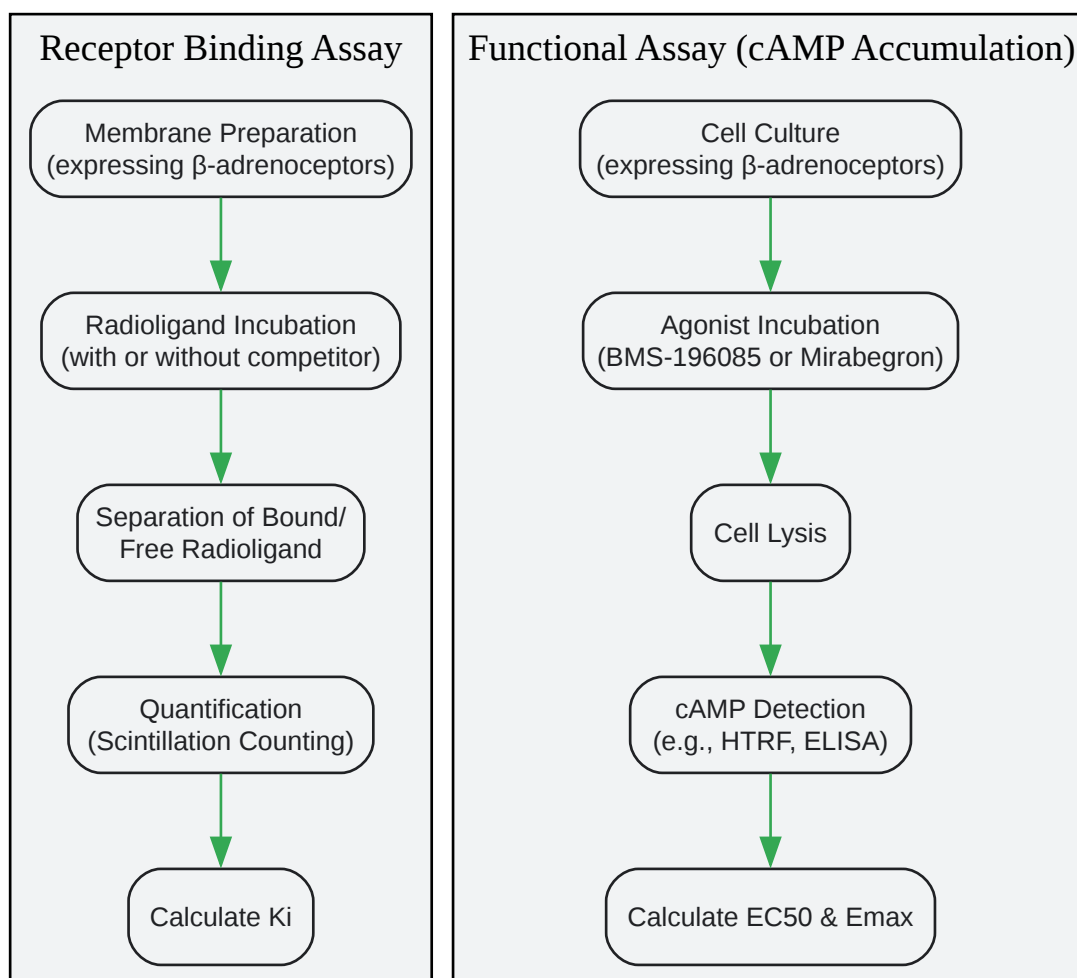 Receptor Binding Assay
Membrane Preparation
(expressing β-adrenoceptors)
Radioligand Incubation
(with or without competitor)
Separation of Bound/
Free Radioligand
Quantification
(Scintillation Counting)
Calculate Ki
Functional Assay (cAMP Accumulation)
Cell Culture
(expressing β-adrenoceptors)
Agonist Incubation
(BMS-196085 or Mirabegron)
Cell Lysis
cAMP Detection
(e.g., HTRF, ELISA)
Calculate EC50 & Emax